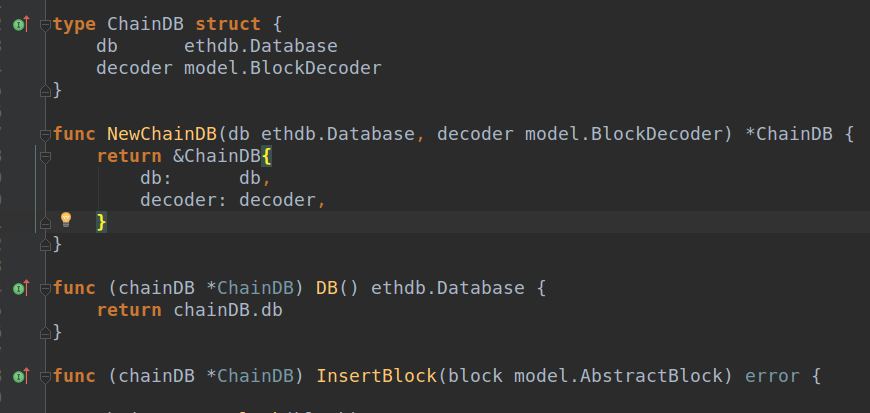 type ChainDB struct {
    db      ethdb.Database
    decoder model.BlockDecoder
}
func NewChainDB(db ethdb.Database, decoder model.BlockDecoder) *ChainDB {
    return &ChainDB{
        db:      db,
        decoder: decoder,
    }
}
func (chainDB *ChainDB) DB() ethdb.Database {
    return chainDB.db
}
func (chainDB *ChainDB) InsertBlock(block model.AbstractBlock) error {